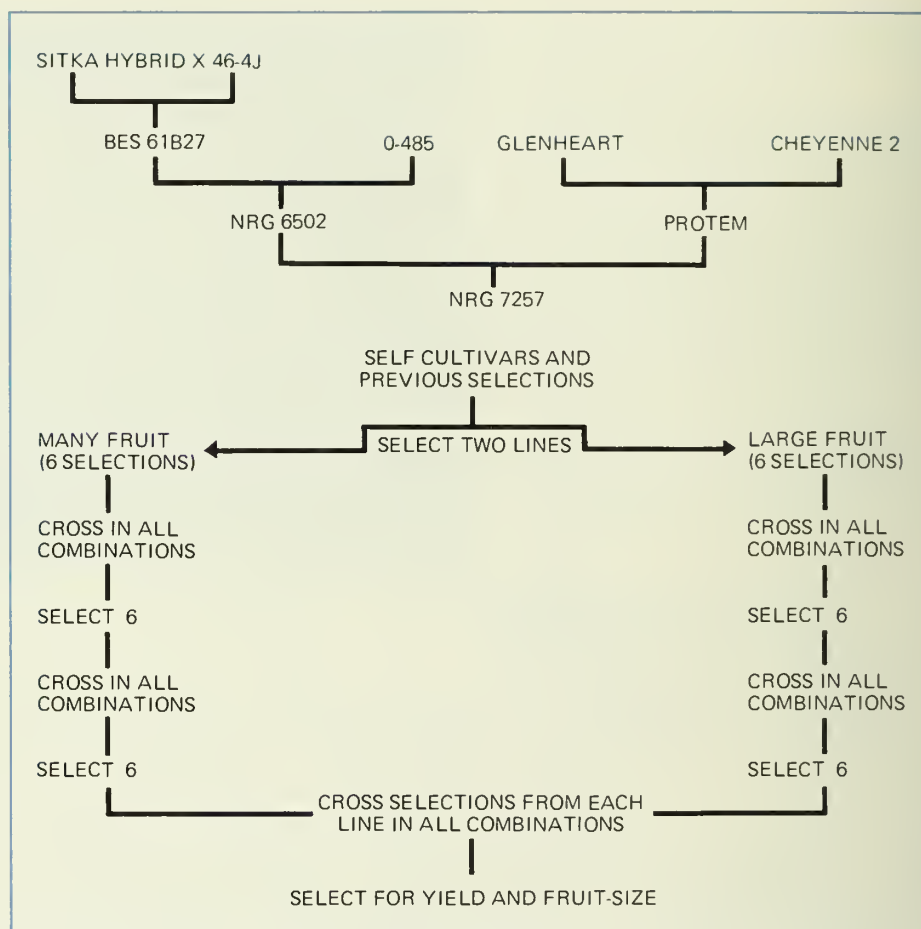 SITKA HYBRID X 46-4J
BES 61B27
0-485
GLENHEART
CHEYENNE 2
NRG 6502
PROTEM
NRG 7257
SELF CULTIVARS AND
PREVIOUS SELECTIONS
SELECT TWO LINES
MANY FRUIT
(6 SELECTIONS)
CROSS IN ALL
COMBINATIONS
SELECT 6
CROSS IN ALL
COMBINATIONS
SELECT 6
LARGE FRUIT
(6 SELECTIONS)
CROSS IN ALL
COMBINATIONS
SELECT 6
CROSS IN ALL
COMBINATIONS
SELECT 6
CROSS SELECTIONS FROM EACH
LINE IN ALL COMBINATIONS
SELECT FOR YIELD AND FRUIT-SIZE